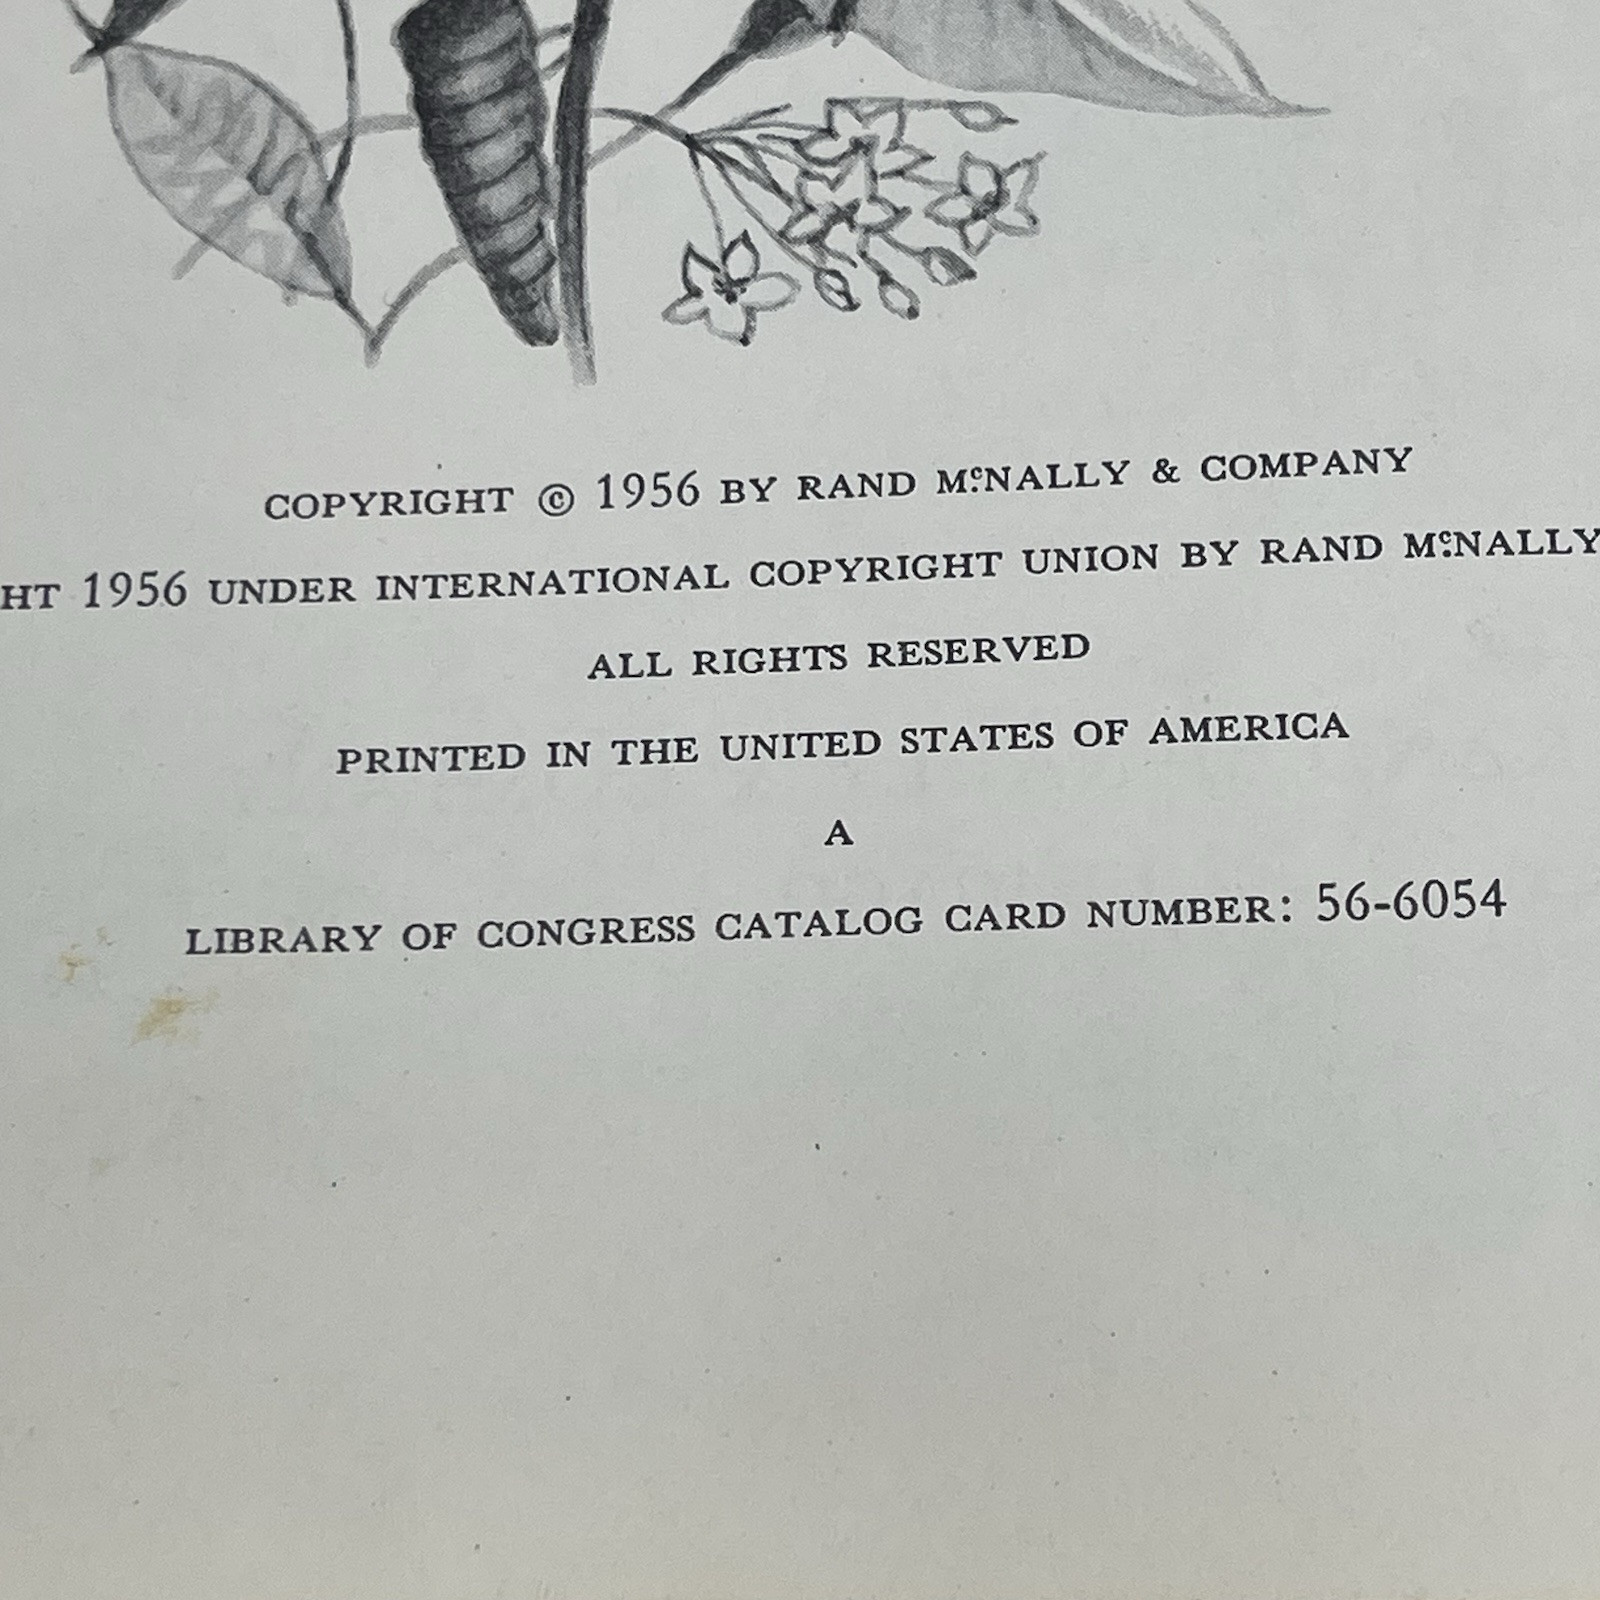 COPYRIGHT © 1956 BY RAND McNALLY & COMPANY
HT 1956 UNDER INTERNATIONAL COPYRIGHT UNION BY RAND McNALLY
ALL RIGHTS RESERVED
PRINTED IN THE UNITED STATES OF AMERICA
A
LIBRARY OF CONGRESS CATALOG CARD NUMBER: 56-6054